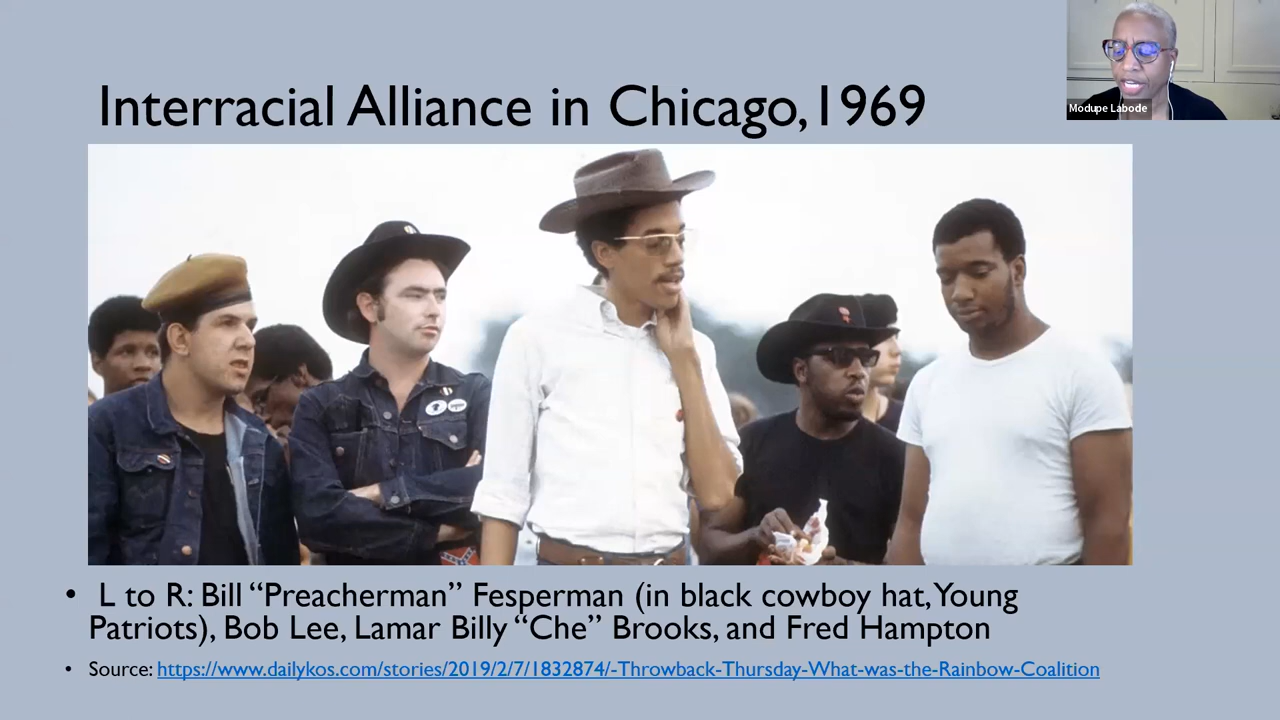 Interracial Alliance in Chicago, 1969
Modupe Labode
• L to R: Bill “Preacherman” Fesperman (in black cowboy hat, Young
Patriots), Bob Lee, Lamar Billy “Che” Brooks, and Fred Hampton
• Source: https://www.dailykos.com/stories/2019/2/7/1832874/-Throwback-Thursday-What-was-the-Rainbow-Coalition